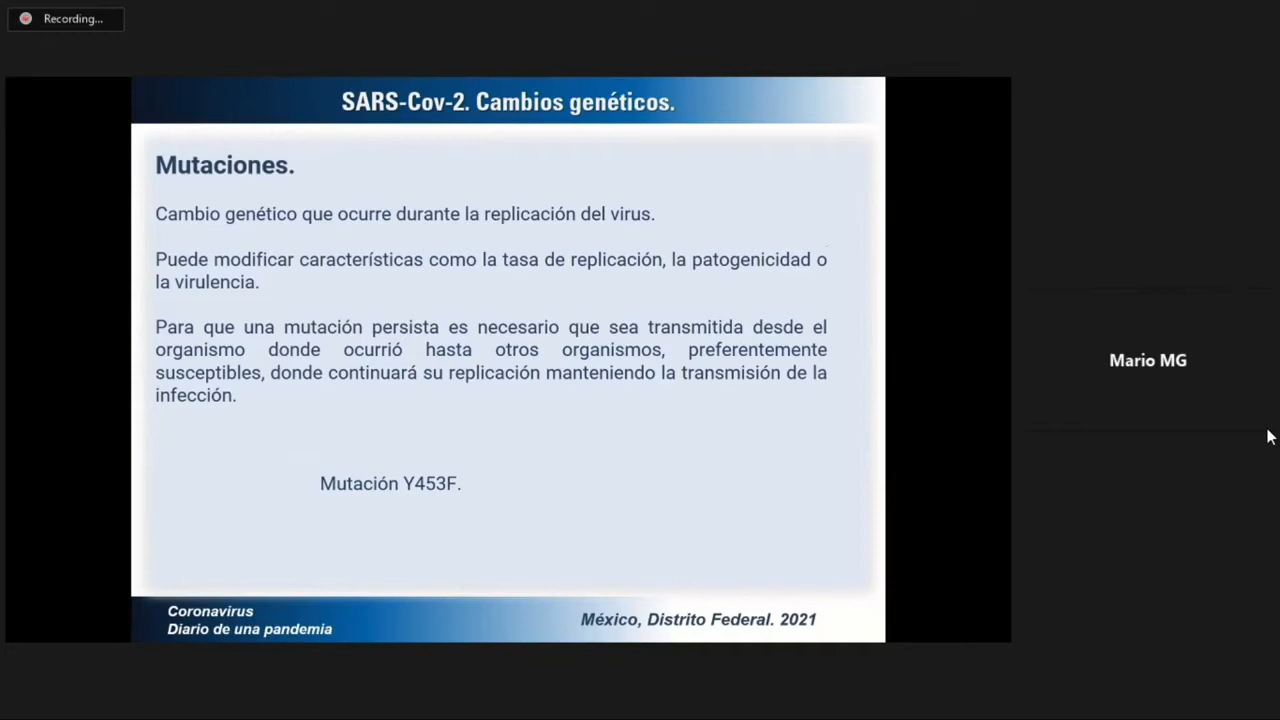 Recording...
SARS-Cov-2. Cambios genéticos.
Mutaciones.
Cambio genético que ocurre durante la replicación del virus.
Puede modificar características como la tasa de replicación, la patogenicidad o
la virulencia.
Para que una mutación persista es necesario que sea transmitida desde el
organismo donde ocurrió hasta otros organismos, preferentemente
susceptibles, donde continuará su replicación manteniendo la transmisión de la
infección.
Mutación Y453F.
Coronavirus
Diario de una pandemia
México, Distrito Federal. 2021
Mario MG